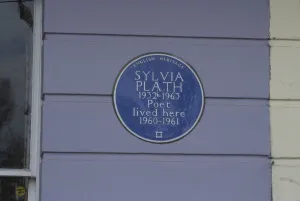 ENGLISH HERITAGE
SYLVIA
PLATH
1932-1963
Poet
lived here
1960-1961